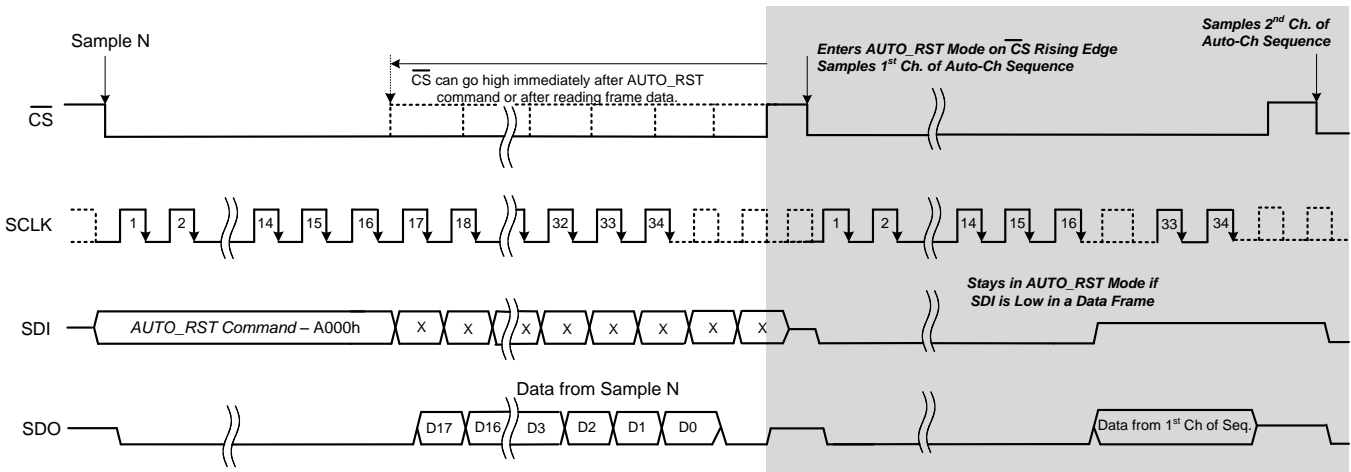 Sample N
Enters AUTO_RST Mode on CS Rising Edge
Samples 1st Ch. of Auto-Ch Sequence
Samples 2nd Ch. of
Auto-Ch Sequence
CS can go high immediately after AUTO_RST
command or after reading frame data.
CS
SCLK
1 2 14 15 16 17 18 32 33 34 1 2 14 15 16 33 34
Stays in AUTO_RST Mode if
SDI is Low in a Data Frame
SDI
AUTO_RST Command – A000h X X X X X X X X
Data from Sample N
SDO
D17 D16 D3 D2 D1 D0 Data from 1st Ch of Seq.